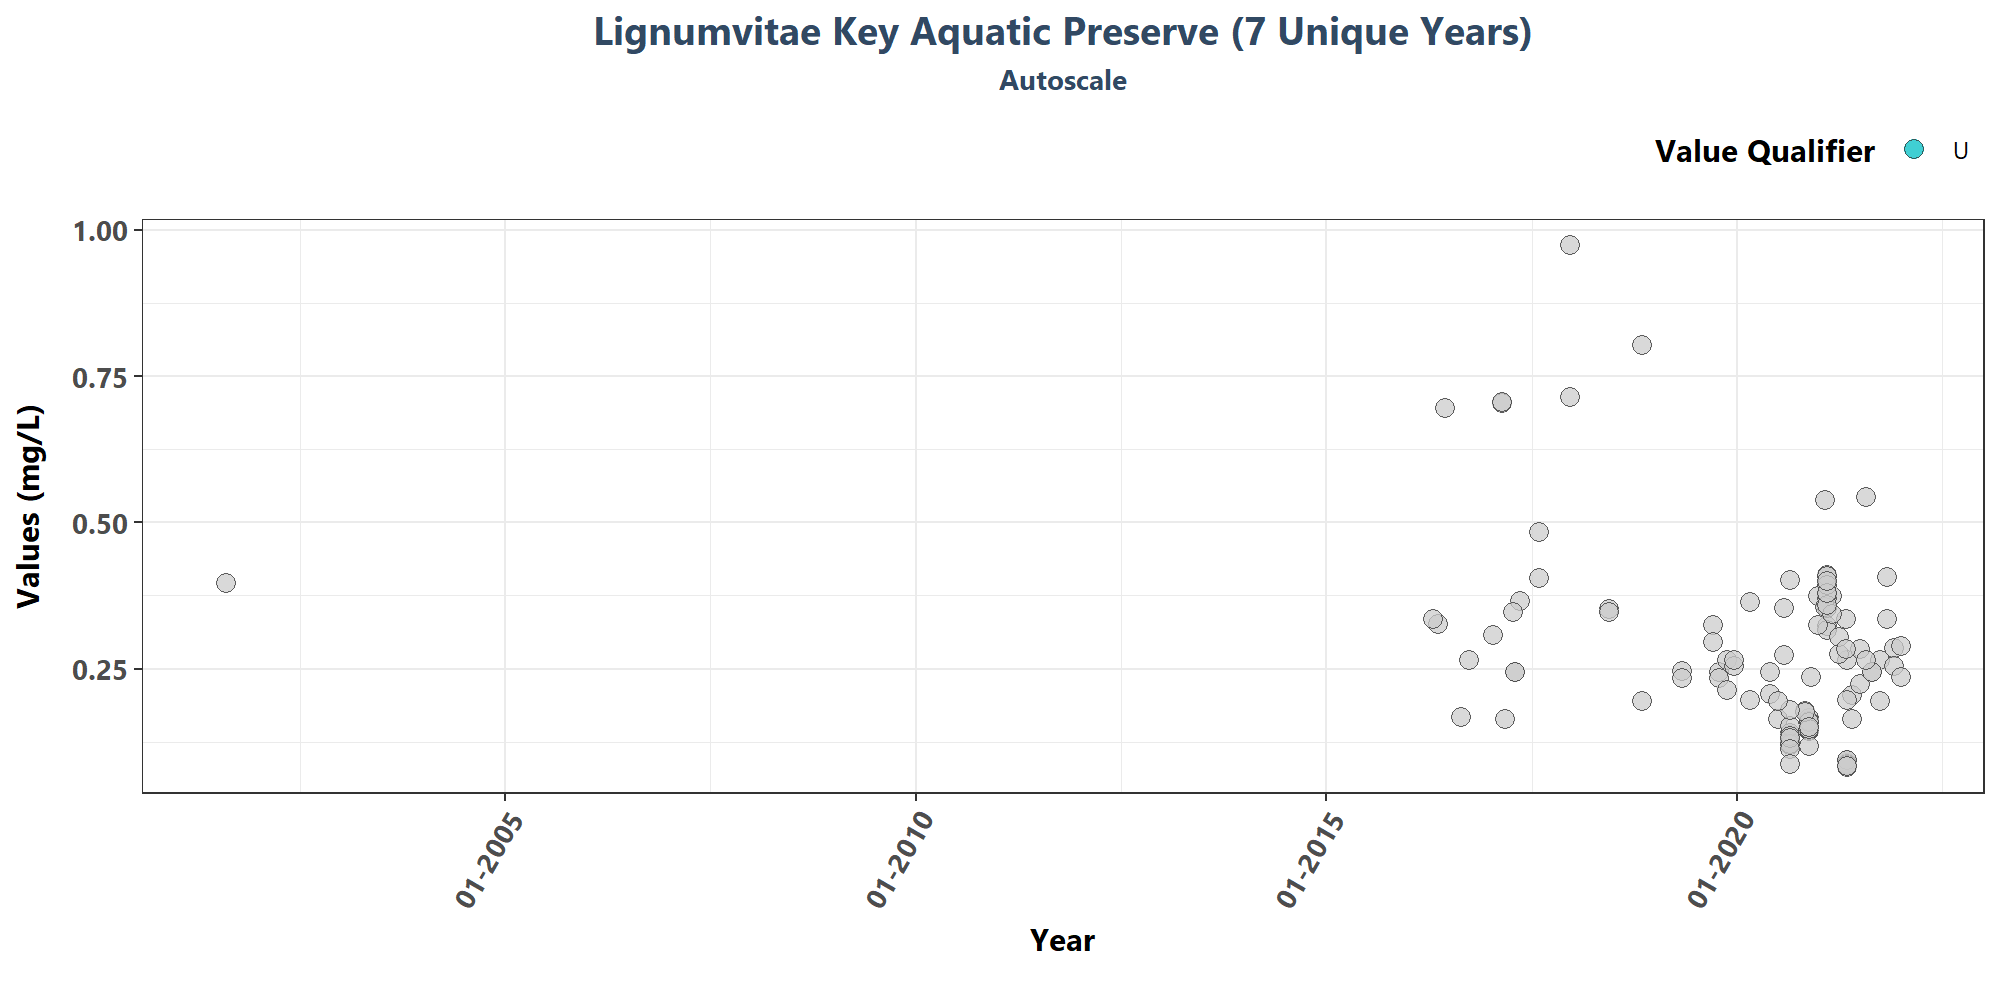 Lignumvitae Key Aquatic Preserve (7 Unique Years)
Autoscale
Value Qualifier U
Values (mg/L)
1.00
0.75
0.50
0.25
01-2005 01-2010 01-2015 01-2020
Year